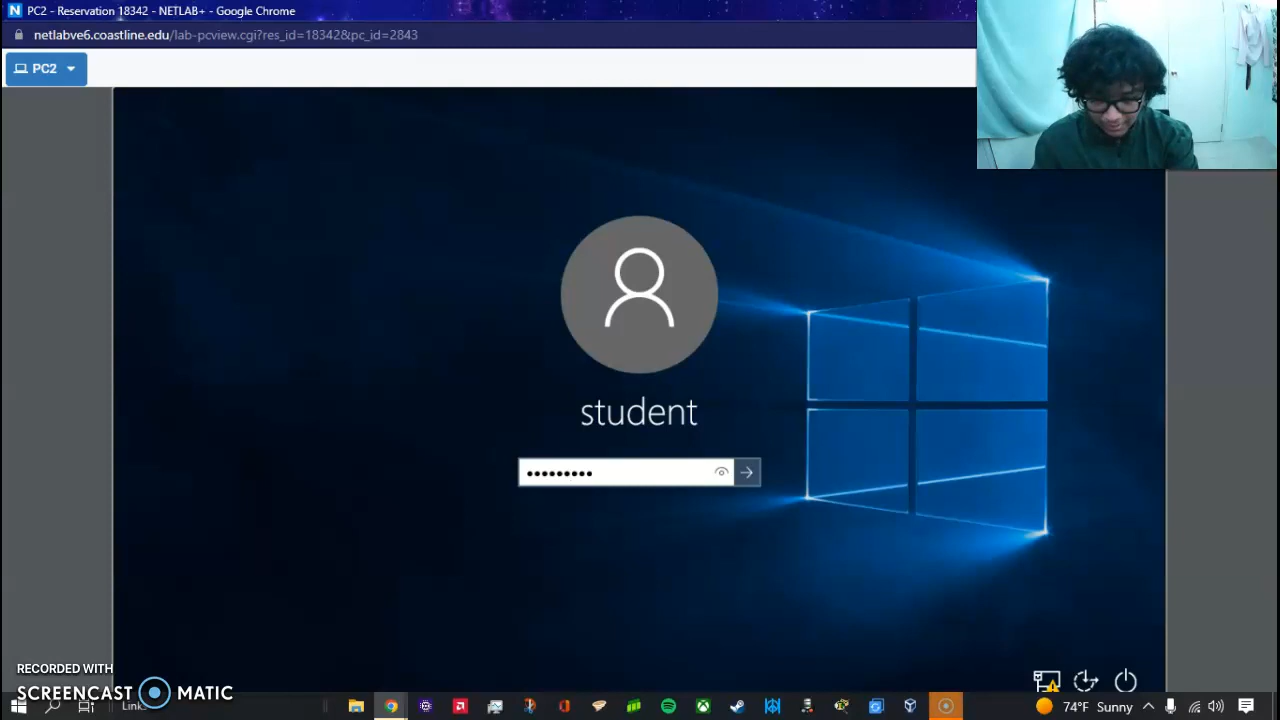 PC2 - Reservation 18342 - NETLAB+ - Google Chrome
netlabve6.coastline.edu/lab-pcview.cgi?res_id=18342&pc_id=2843
PC2
student
•••••••••
RECORDED WITH
SCREENCAST MATIC
Links
74°F Sunny